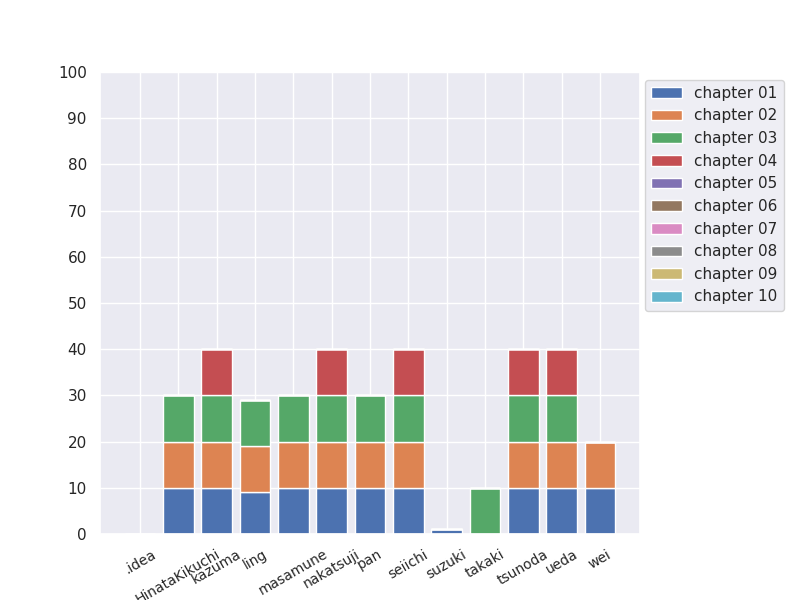 100
90
80
70
60
50
40
30
20
10
0
.idea
HinataKikuchi
kazuma
ling
masamune
nakatsuji
pan
seiichi
suzuki
takaki
tsunoda
ueda
wei
chapter 01
chapter 02
chapter 03
chapter 04
chapter 05
chapter 06
chapter 07
chapter 08
chapter 09
chapter 10